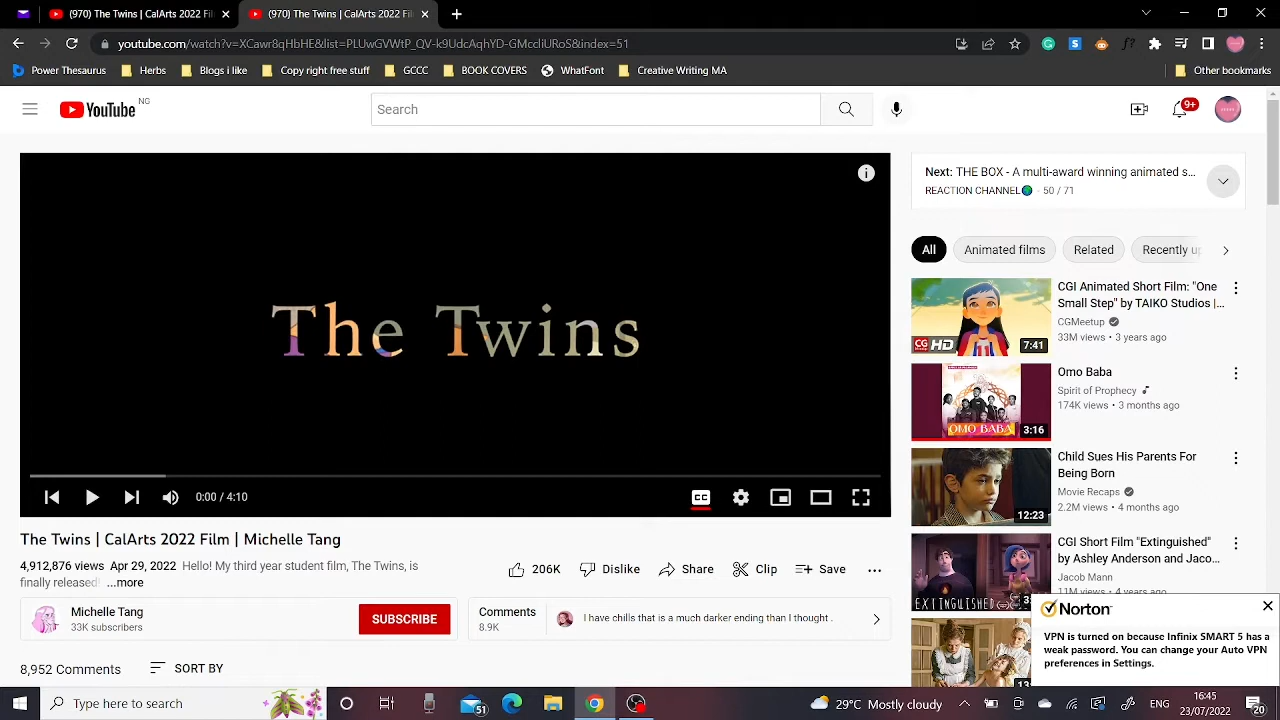 (970) The Twins | CalArts 2022 Fil
(970) The Twins | CalArts 2022 Fil
youtube.com/watch?v=XCawr8qHbHE&list=PLUwGVWtP_QV-k9UdcAqhYD-GMccliURoS&index=51
Power Thesaurus
Herbs
Blogs i like
Copy right free stuff
GCCC
BOOK COVERS
WhatFont
Creative Writing MA
Other bookmarks
YouTube NG
Search
9+
The Twins
0:00 / 4:10
CC
The Twins | CalArts 2022 Film | Michelle Tang
4,912,876 views Apr 29, 2022 Hello! My third year student film, The Twins, is
finally released! ...more
206K
Dislike
Share
Clip
Save
Michelle Tang
33K subscribers
SUBSCRIBE
Comments
8.9K
I have chills that is a much darker ending than I thought .
8,952 Comments
SORT BY
Next: THE BOX - A multi-award winning animated s...
REACTION CHANNEL · 50 / 71
All
Animated films
Related
Recently up
CGI Animated Short Film: "One
Small Step" by TAIKO Studios |...
CGMeetup
33M views • 3 years ago
CG HD
7:41
Omo Baba
Spirit of Prophecy
174K views • 3 months ago
OMO BABA
3:16
Child Sues His Parents For
Being Born
Movie Recaps
2.2M views • 4 months ago
12:23
CGI Short Film "Extinguished"
by Ashley Anderson and Jaco...
Jacob Mann
11M views • 4 years ago
EXTINGUISHED
Norton
VPN is turned on because Infinix SMART 5 has a
weak password. You can change your Auto VPN
preferences in Settings.
Type here to search
51
29°C Mostly cloudy
16:45
23/07/2022
20